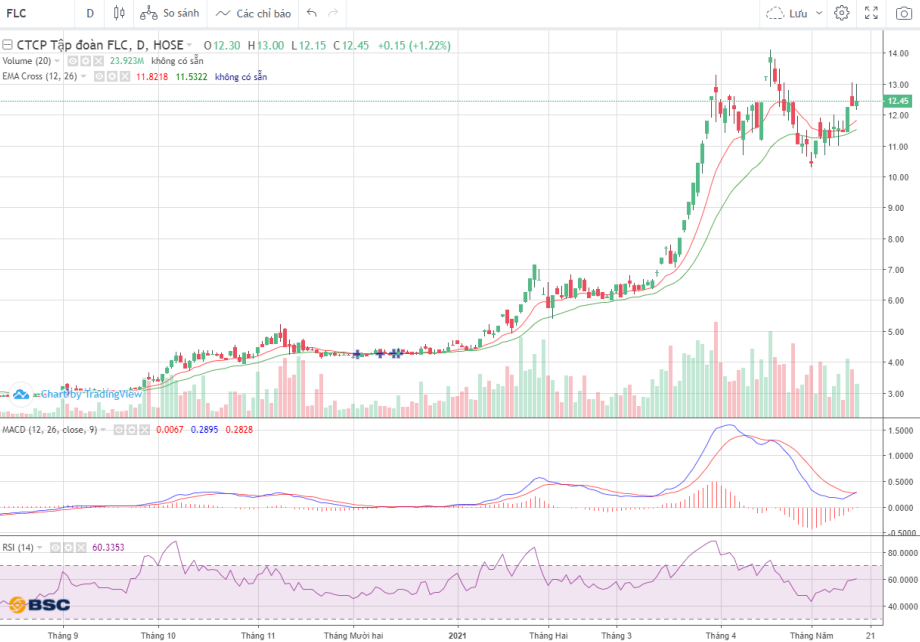 FLC D So sánh Các chỉ báo Lưu
CTCP Tập đoàn FLC, D, HOSE O12.30 H13.00 L12.15 C12.45 +0.15 (+1.22%)
Volume (20) 23.923M không có sẵn
EMA Cross (12, 26) 11.8218 11.5322 không có sẵn
14.00
13.00
12.45
12.00
11.00
10.00
9.00
8.00
7.00
6.00
5.00
4.00
3.00
Chart by TradingView
MACD (12, 26, close, 9) 0.0067 0.2895 0.2828
1.5000
1.0000
0.5000
0.0000
-0.5000
RSI (14) 60.3353
80.0000
60.0000
40.0000
BSC
Tháng 9 Tháng 10 Tháng 11 Tháng Mười hai 2021 Tháng Hai Tháng 3 Tháng 4 Tháng Năm 21